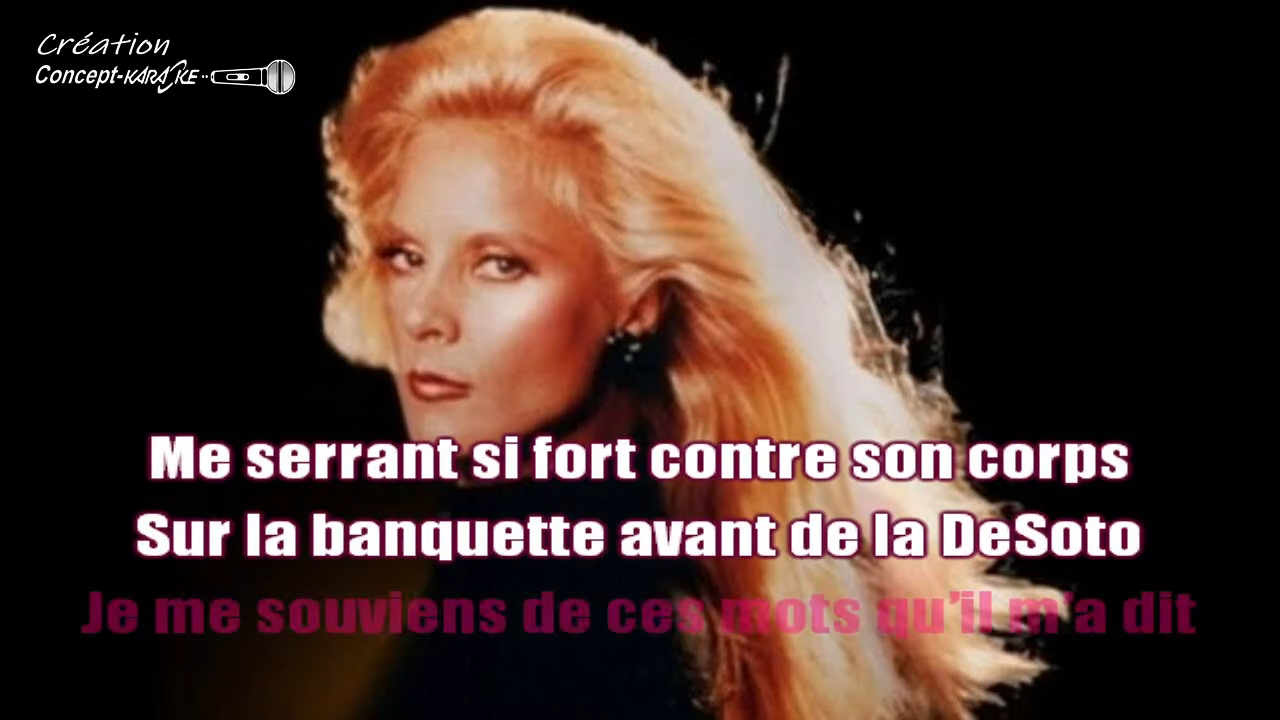 Création
Concept-KARAOKE
Me serrant si fort contre son corps
Sur la banquette avant de la DeSoto
Je me souviens de ces mots qu'il m'a dit